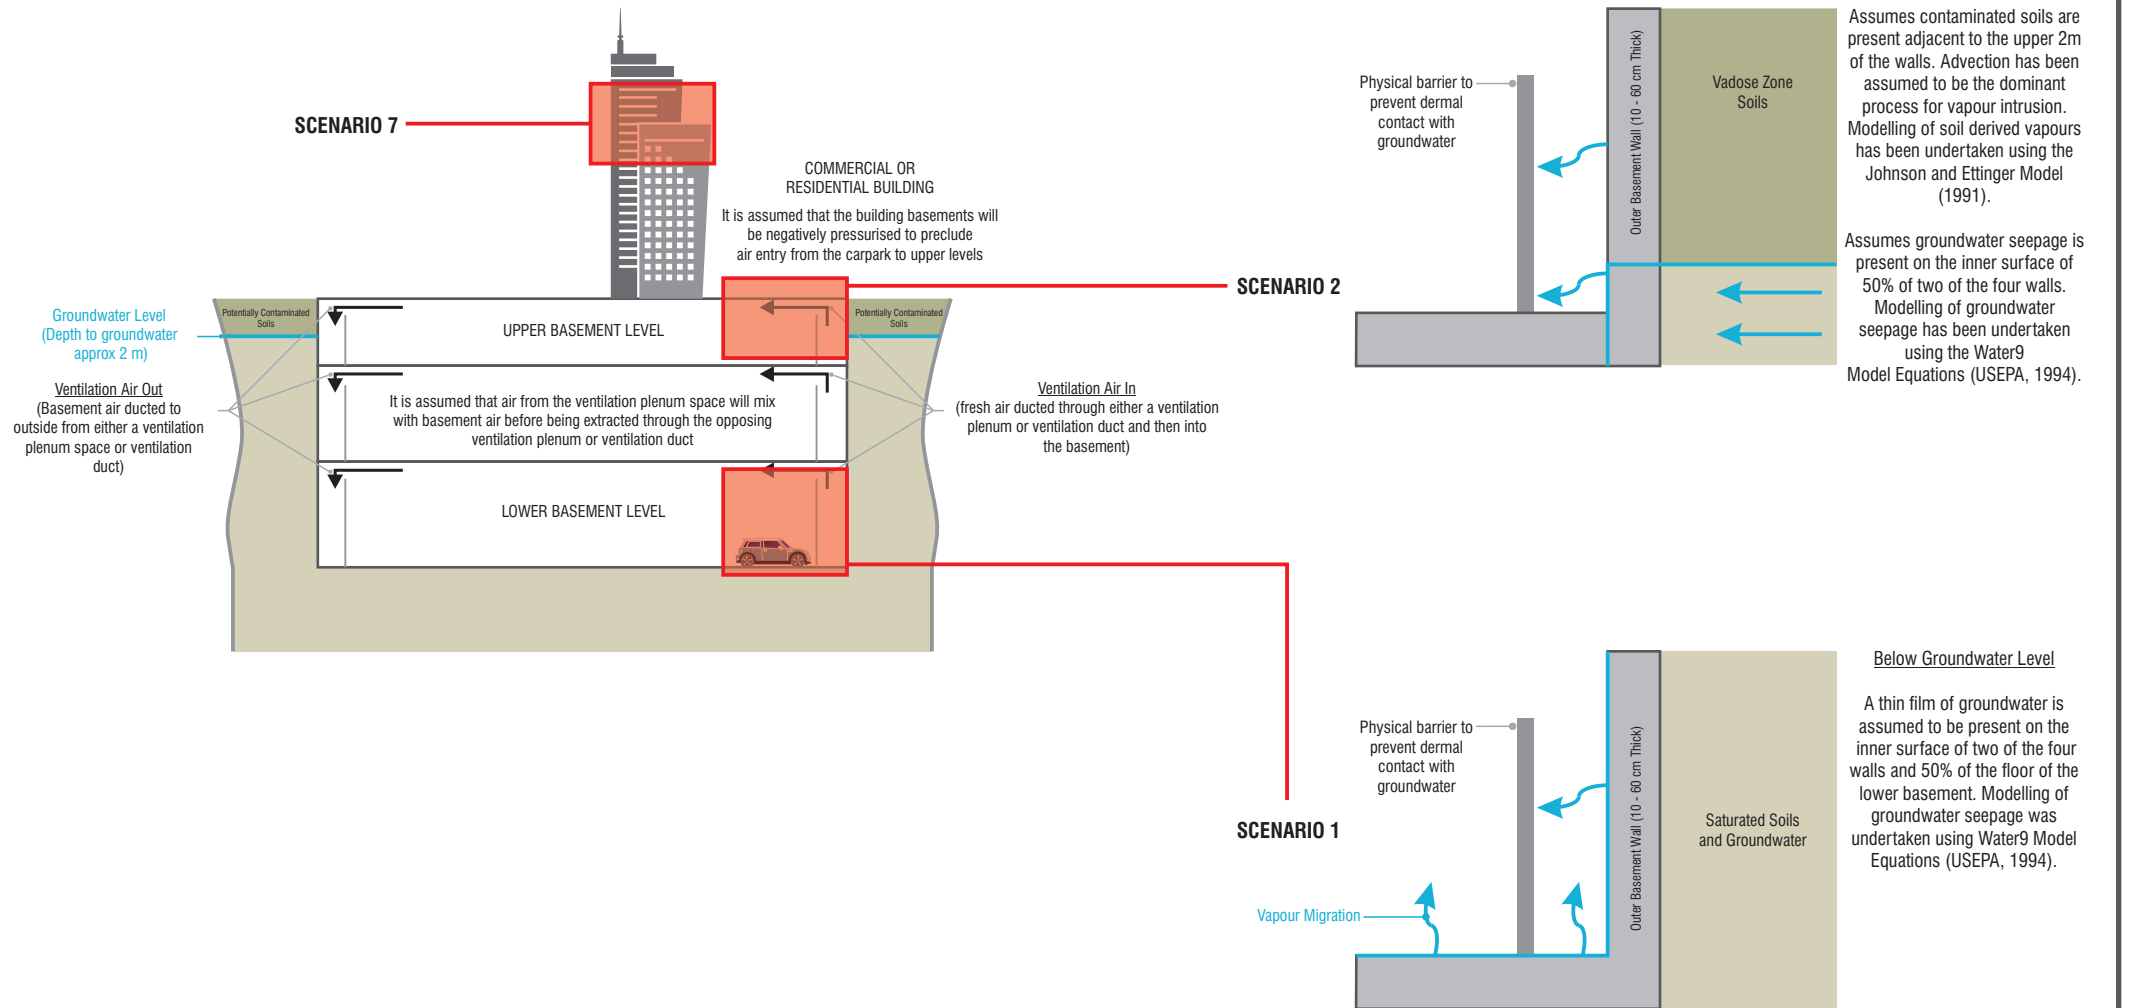 SCENARIO 7
COMMERCIAL OR
RESIDENTIAL BUILDING
It is assumed that the building basements will
be negatively pressurised to preclude
air entry from the carpark to upper levels
SCENARIO 2
Groundwater Level
(Depth to groundwater
approx 2 m)
Potentially Contaminated
Soils
UPPER BASEMENT LEVEL
Potentially Contaminated
Soils
Ventilation Air Out
(Basement air ducted to
outside from either a ventilation
plenum space or ventilation
duct)
It is assumed that air from the ventilation plenum space will mix
with basement air before being extracted through the opposing
ventilation plenum or ventilation duct
Ventilation Air In
(fresh air ducted through either a ventilation
plenum or ventilation duct and then into
the basement)
LOWER BASEMENT LEVEL
Physical barrier to
prevent dermal
contact with
groundwater
Outer Basement Wall (10 - 60 cm Thick)
Vadose Zone
Soils
Assumes contaminated soils are
present adjacent to the upper 2m
of the walls. Advection has been
assumed to be the dominant
process for vapour intrusion.
Modelling of soil derived vapours
has been undertaken using the
Johnson and Ettinger Model
(1991).
Assumes groundwater seepage is
present on the inner surface of
50% of two of the four walls.
Modelling of groundwater
seepage has been undertaken
using the Water9
Model Equations (USEPA, 1994).
SCENARIO 1
Physical barrier to
prevent dermal
contact with
groundwater
Vapour Migration
Outer Basement Wall (10 - 60 cm Thick)
Saturated Soils
and Groundwater
Below Groundwater Level
A thin film of groundwater is
assumed to be present on the
inner surface of two of the four
walls and 50% of the floor of the
lower basement. Modelling of
groundwater seepage was
undertaken using Water9 Model
Equations (USEPA, 1994).